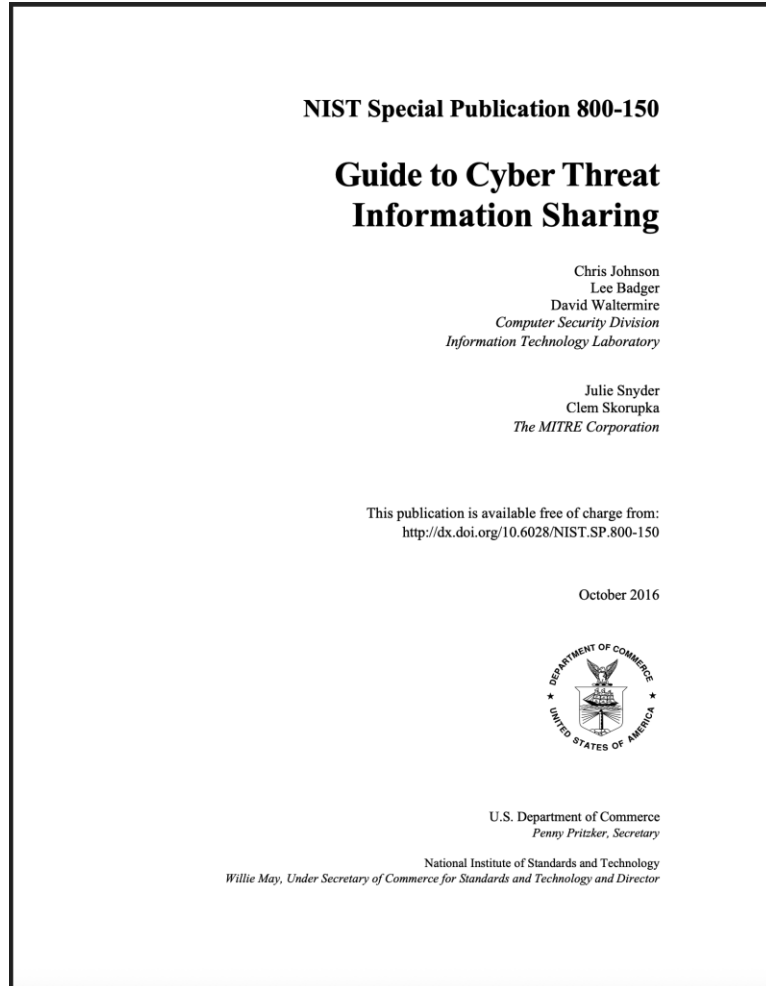 NIST Special Publication 800-150
Guide to Cyber Threat
Information Sharing
Chris Johnson
Lee Badger
David Waltermire
Computer Security Division
Information Technology Laboratory
Julie Snyder
Clem Skorupka
The MITRE Corporation
This publication is available free of charge from:
http://dx.doi.org/10.6028/NIST.SP.800-150
October 2016
DEPARTMENT OF COMMERCE
UNITED STATES OF AMERICA
U.S. Department of Commerce
Penny Pritzker, Secretary
National Institute of Standards and Technology
Willie May, Under Secretary of Commerce for Standards and Technology and Director